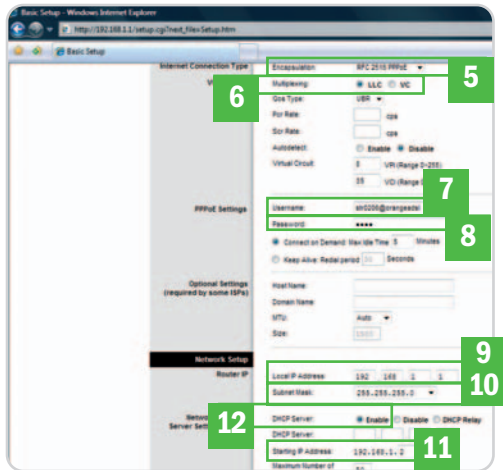 Basic Setup - Windows Internet Explorer
http://192.168.1.1/setup.cgi?next_file=Setup.htm
Basic Setup
Internet Connection Type
Encapsulation: RFC 2516 PPPoE
5
6
Multiplexing: LLC VC
Qos Type: UBR
Pcr Rate: cps
Scr Rate: cps
Autodetect: Enable Disable
Virtual Circuit: VPI (Range 0~255)
35 VCI (Range
7
PPPoE Settings
Username:
Password: ••••
8
Connect on Demand: Max Idle Time 5 Minutes
Keep Alive: Redial period Seconds
Optional Settings
(required by some ISPs)
Host Name:
Domain Name:
MTU: Auto
Size:
Network Setup
9
Router IP
Local IP Address: 192 . 168 . 1 . 1
10
Subnet Mask: 255.255.255.0
12
DHCP Server: Enable Disable DHCP Relay
DHCP Server:
11
Starting IP Address: 192.168.1.
Maximum Number of